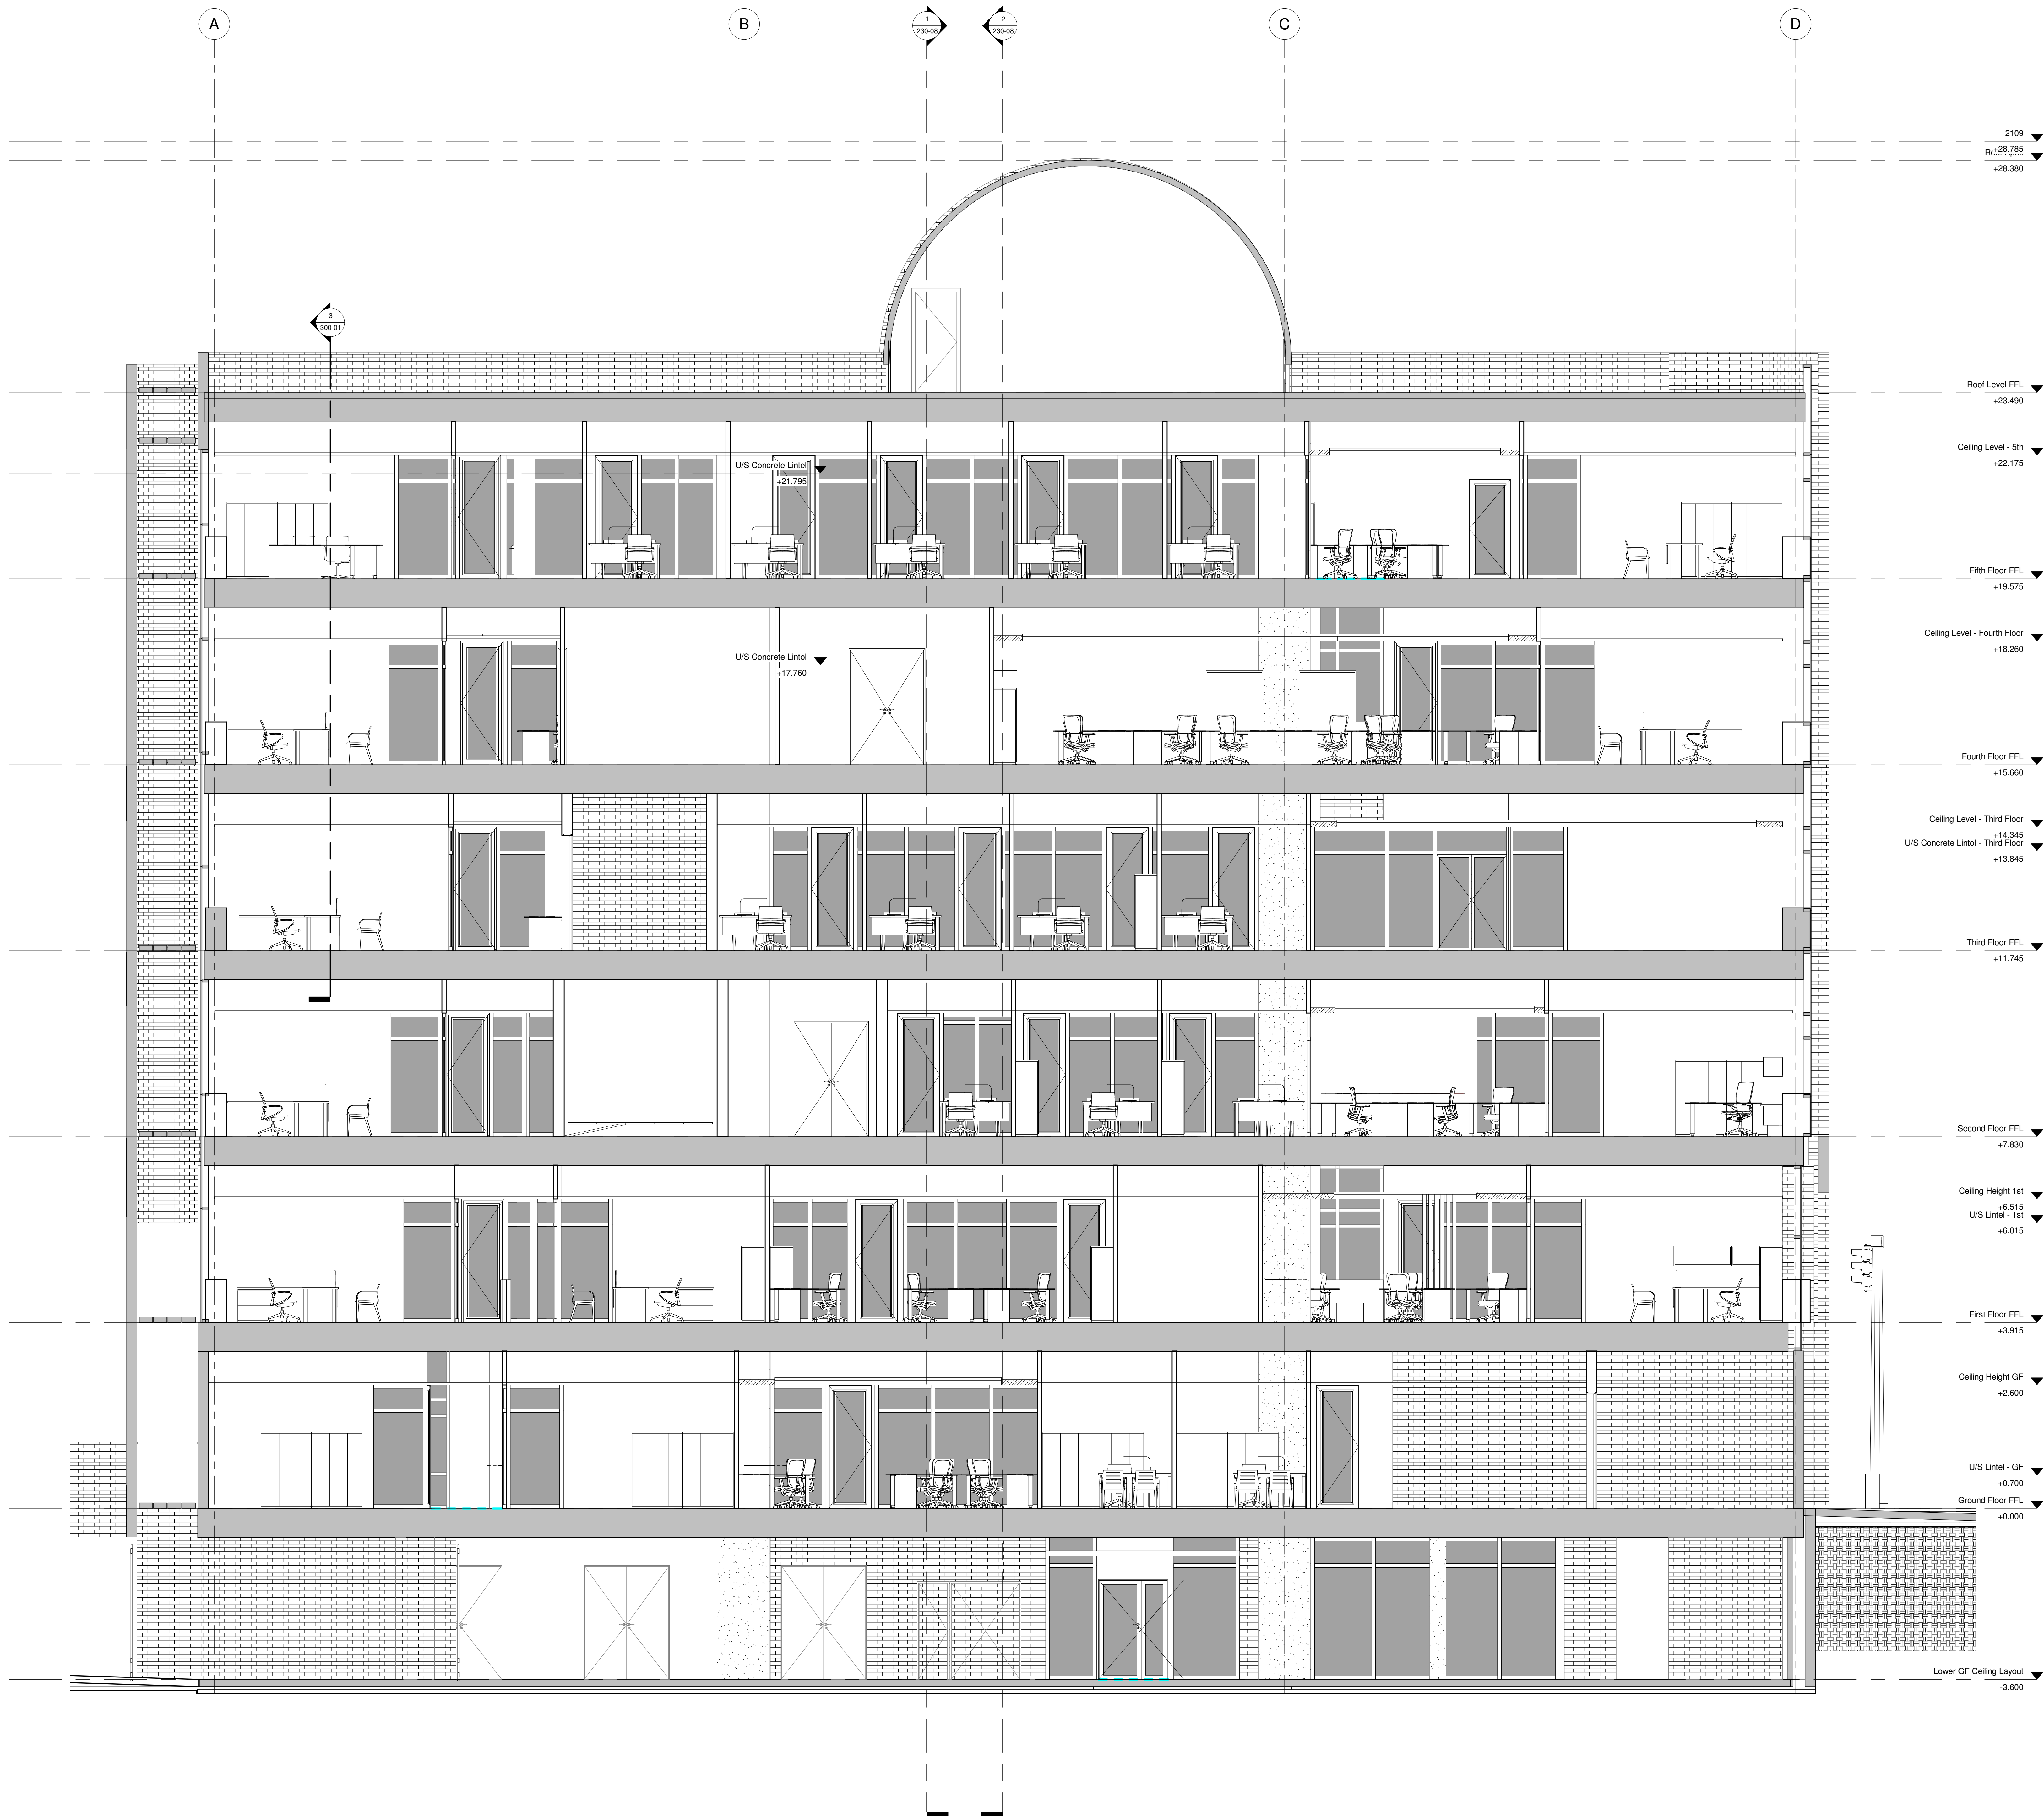 A
B
1
230-08
2
230-08
C
D
2109
+28.785
+28.380
3
300-01
Roof Level FFL
+23.490
Ceiling Level - 5th
+22.175
U/S Concrete Lintel
+21.795
Fifth Floor FFL
+19.575
Ceiling Level - Fourth Floor
+18.260
U/S Concrete Lintol
+17.760
Fourth Floor FFL
+15.660
Ceiling Level - Third Floor
+14.345
U/S Concrete Lintol - Third Floor
+13.845
Third Floor FFL
+11.745
Second Floor FFL
+7.830
Ceiling Height 1st
+6.515
U/S Lintel - 1st
+6.015
First Floor FFL
+3.915
Ceiling Height GF
+2.600
U/S Lintel - GF
+0.700
Ground Floor FFL
+0.000
Lower GF Ceiling Layout
-3.600